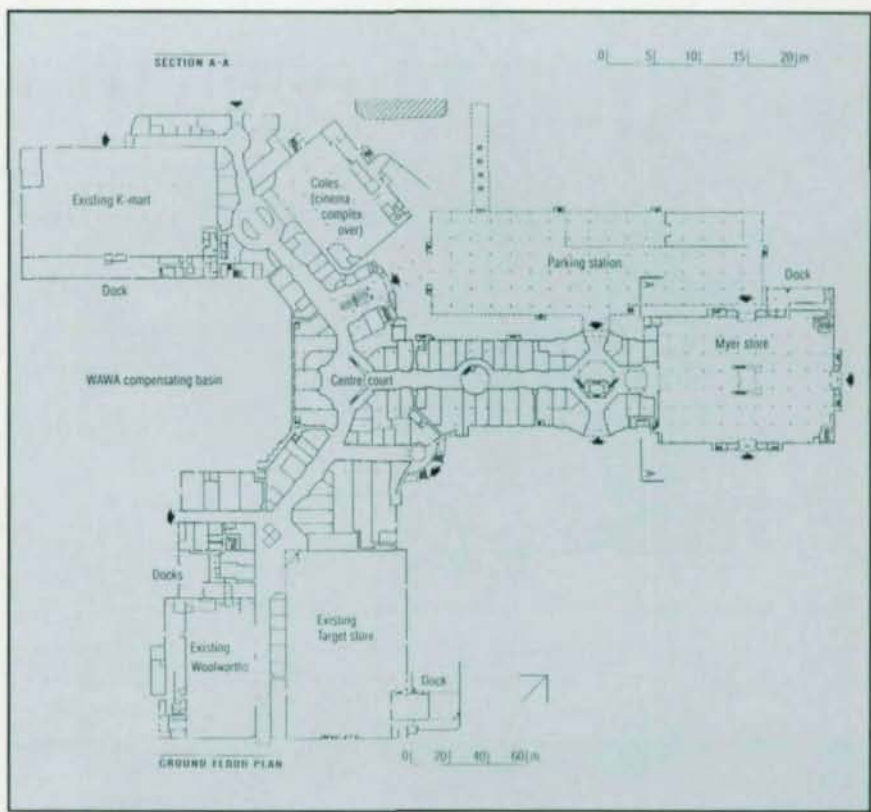 SECTION A-A
0 5 10 15 20 m
Existing K-mart
Coles
(cinema
complex
over)
Parking station
Dock
Dock
A
Myer store
WAWA compensating basin
Centre court
A
Docks
Existing
Woolworths
Existing
Target store
Dock
GROUND FLOOR PLAN
0 20 40 60 m